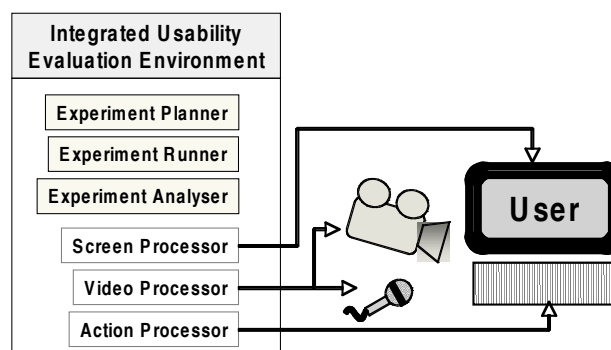 Integrated Usability
Evaluation Environment
Experiment Planner
Experiment Runner
Experiment Analyser
Screen Processor
Video Processor
Action Processor
User